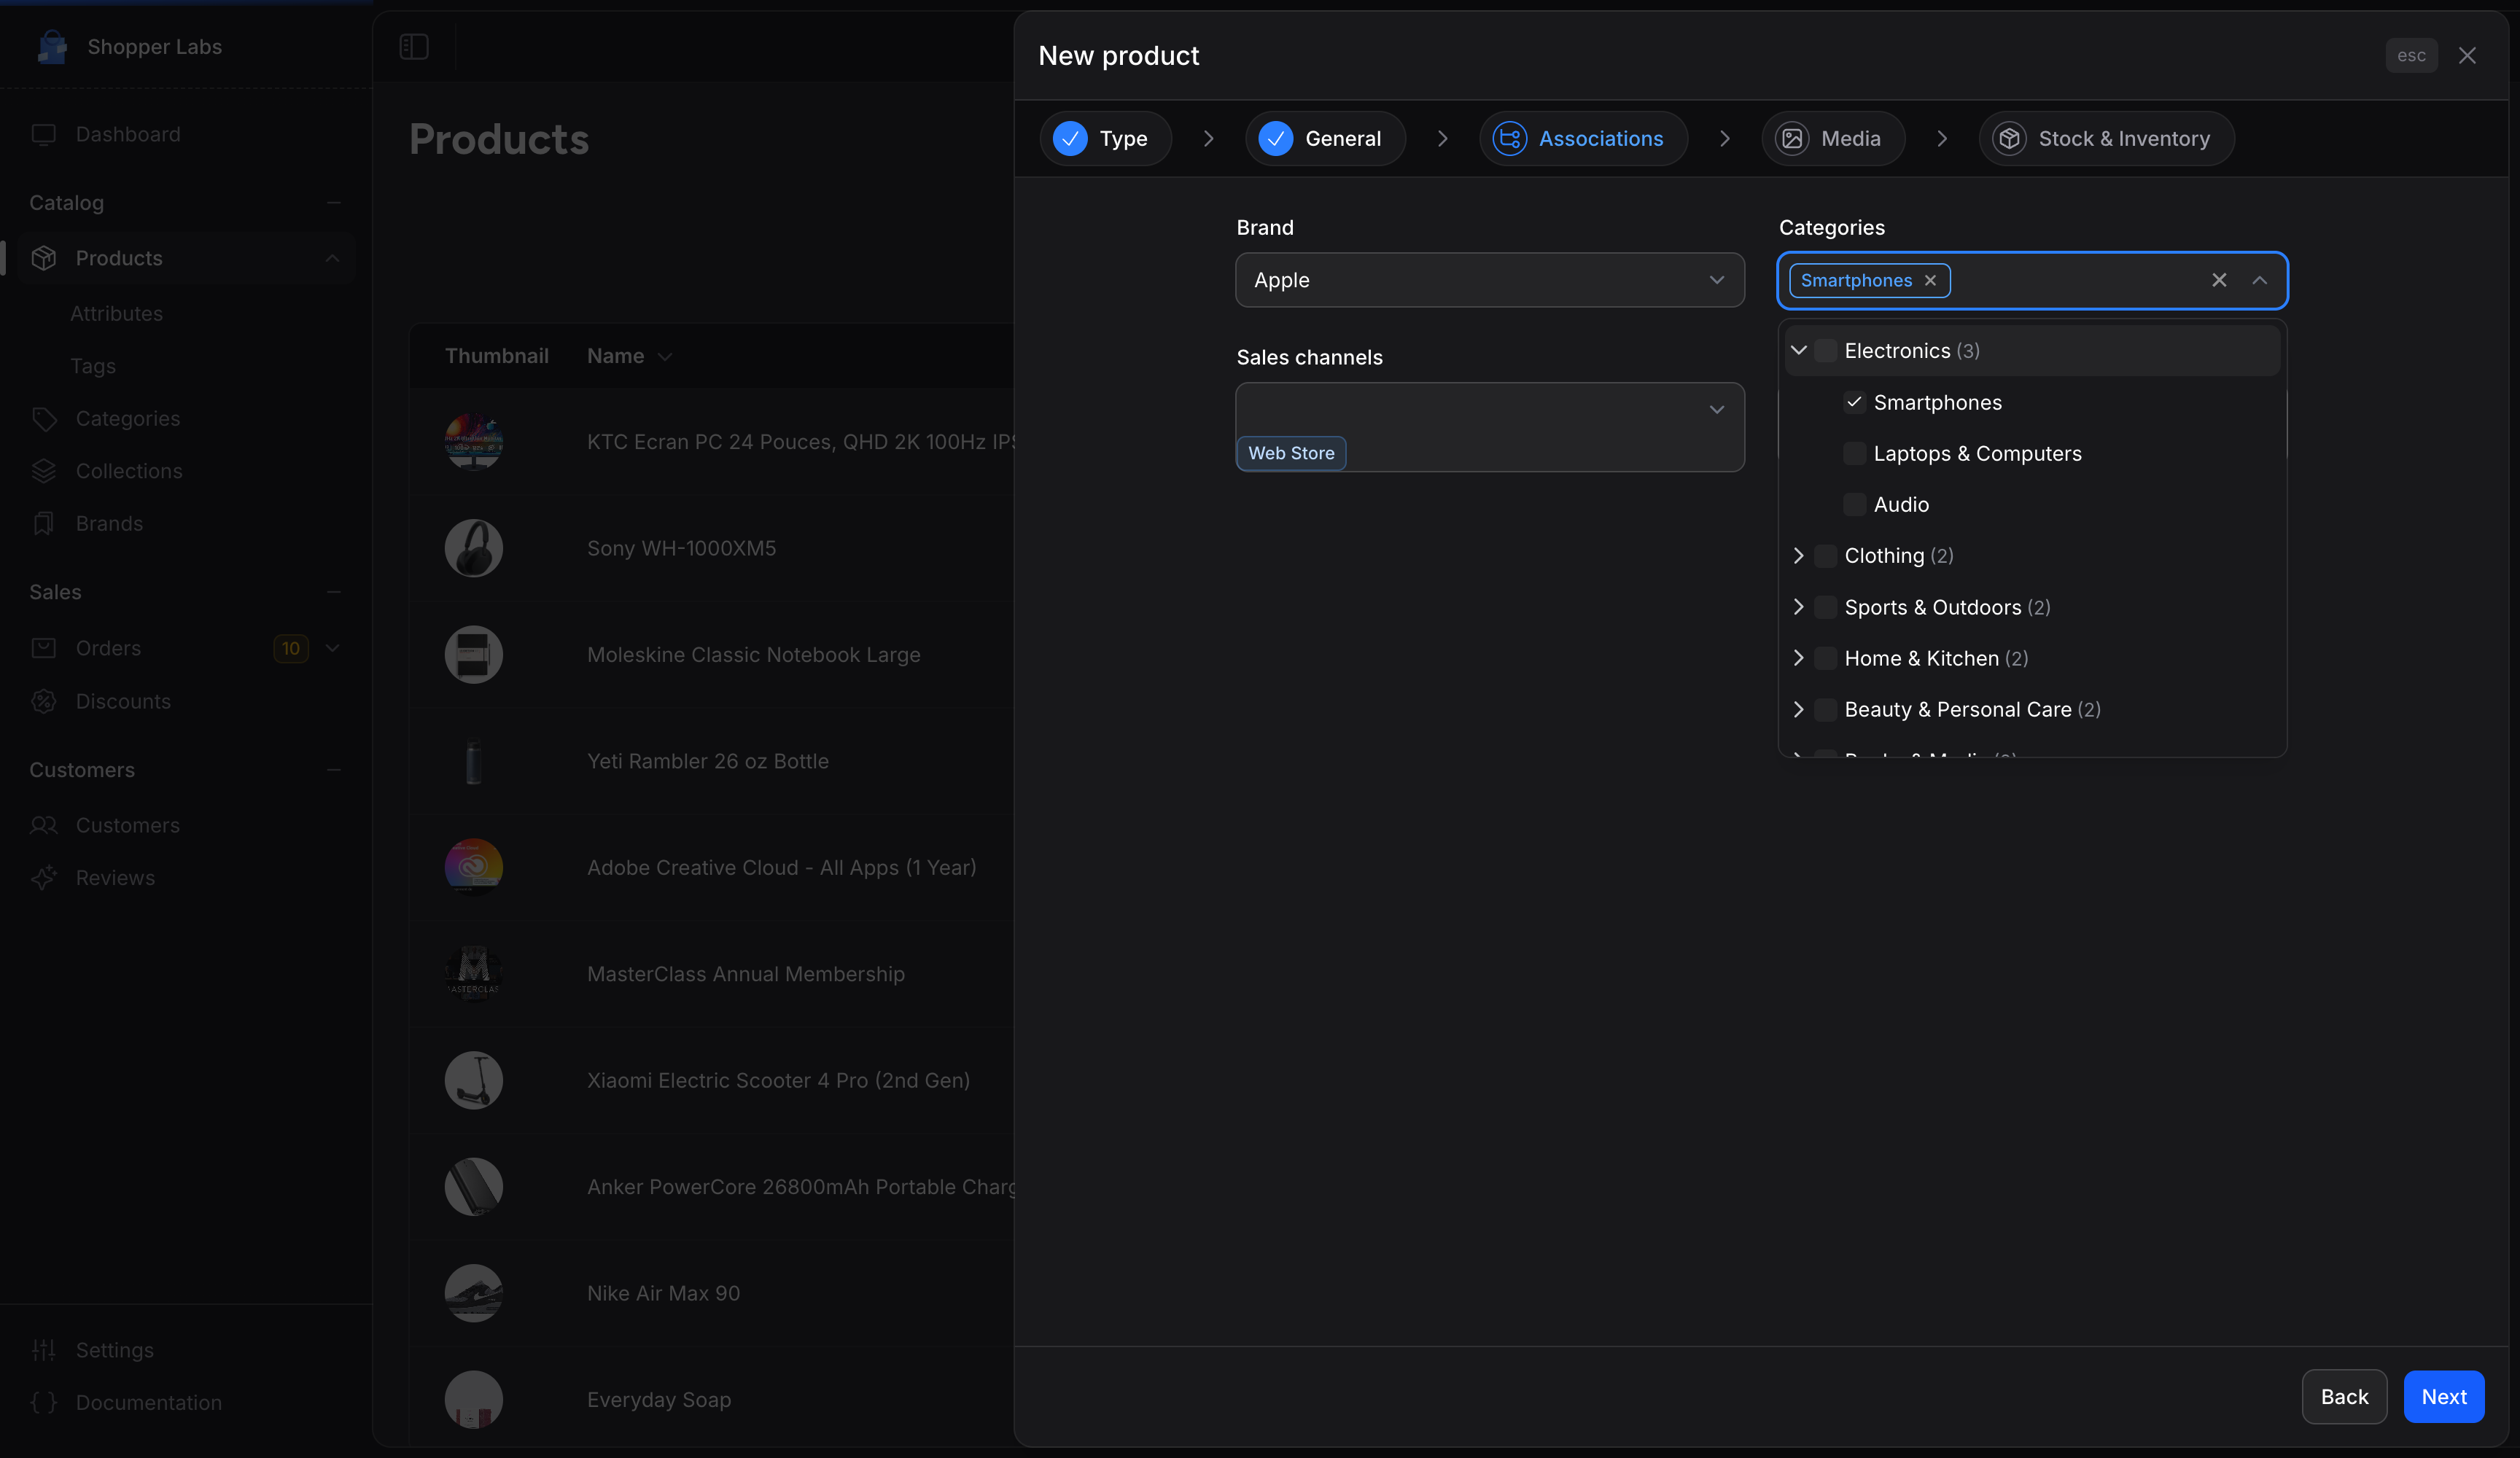 Shopper Labs
Dashboard
Catalog
Products
Attributes
Tags
Categories
Collections
Brands
Sales
Orders
10
Discounts
Customers
Customers
Reviews
Settings
Documentation
Products
Thumbnail
Name
KTC Ecran PC 24 Pouces, QHD 2K 100Hz IPS
Sony WH-1000XM5
Moleskine Classic Notebook Large
Yeti Rambler 26 oz Bottle
Adobe Creative Cloud - All Apps (1 Year)
MasterClass Annual Membership
Xiaomi Electric Scooter 4 Pro (2nd Gen)
Anker PowerCore 26800mAh Portable Charg
Nike Air Max 90
Everyday Soap
New product
esc
Type
General
Associations
Media
Stock & Inventory
Brand
Apple
Sales channels
Web Store
Categories
Smartphones
Electronics (3)
Smartphones
Laptops & Computers
Audio
Clothing (2)
Sports & Outdoors (2)
Home & Kitchen (2)
Beauty & Personal Care (2)
Back
Next